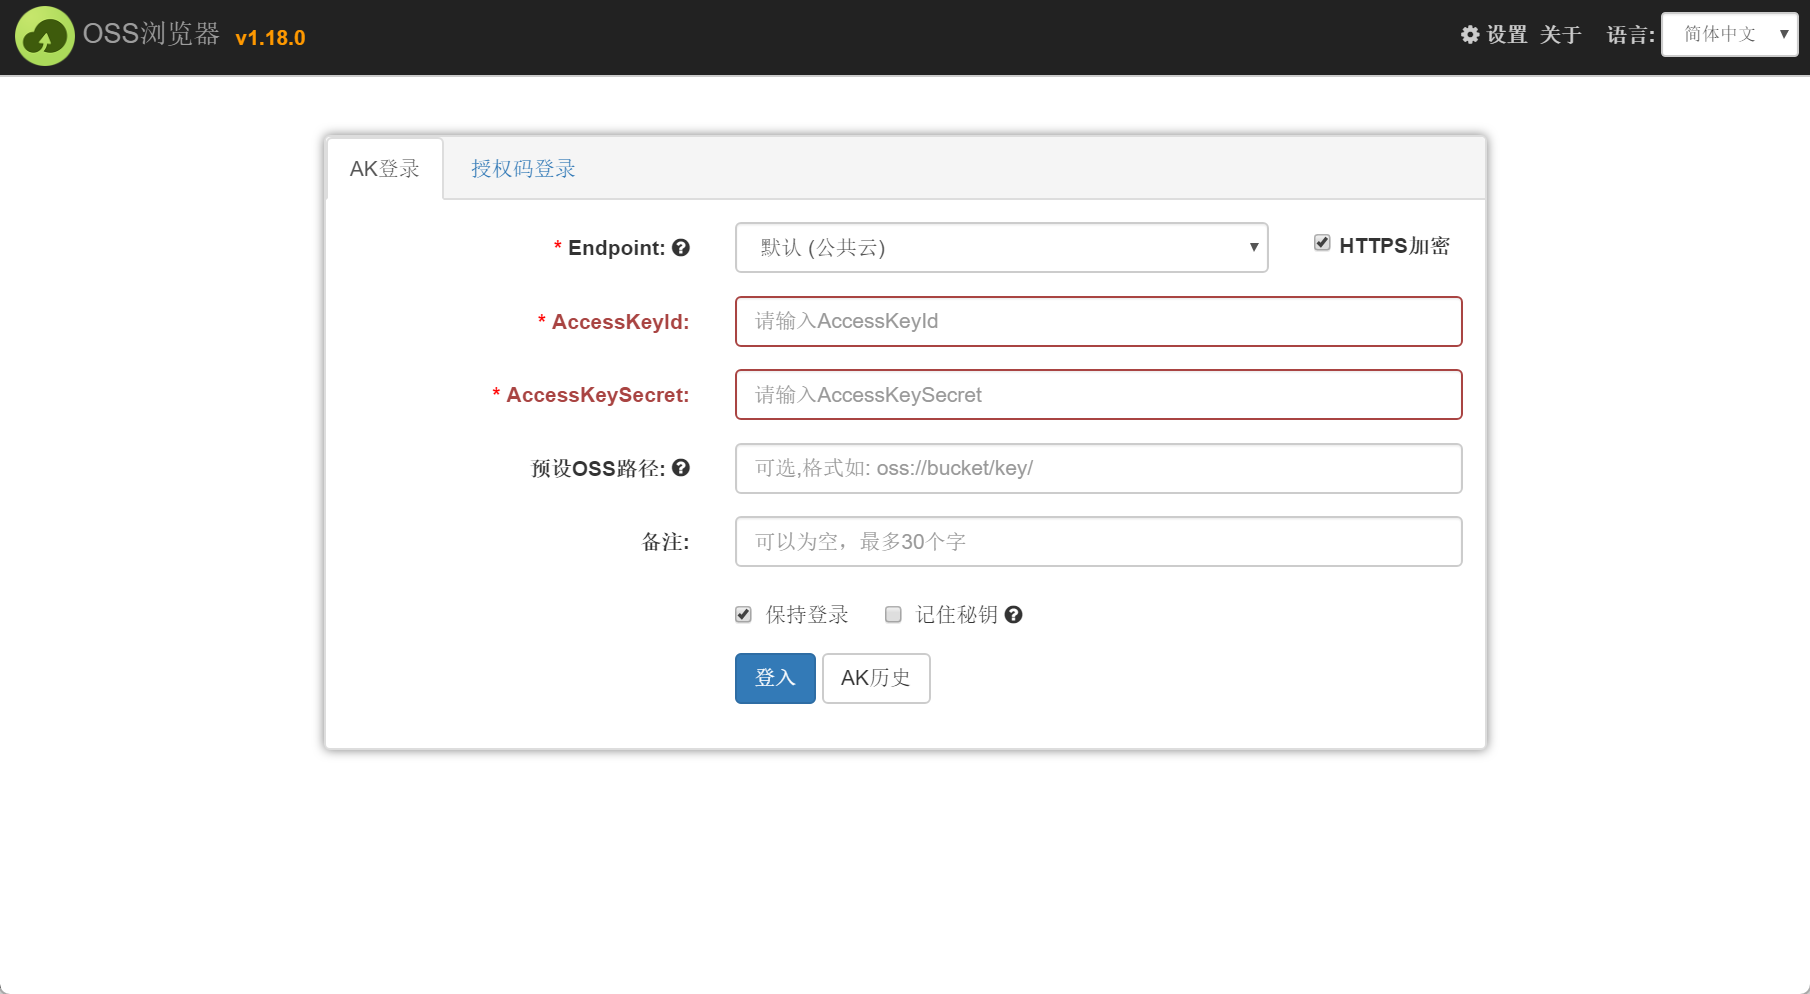 OSS浏览器 v1.18.0 设置 关于 语言: 简体中文
AK登录 授权码登录
* Endpoint: 默认 (公共云) HTTPS加密
* AccessKeyId: 请输入AccessKeyId
* AccessKeySecret: 请输入AccessKeySecret
预设OSS路径: 可选,格式如: oss://bucket/key/
备注: 可以为空，最多30个字
保持登录 记住秘钥
登入 AK历史